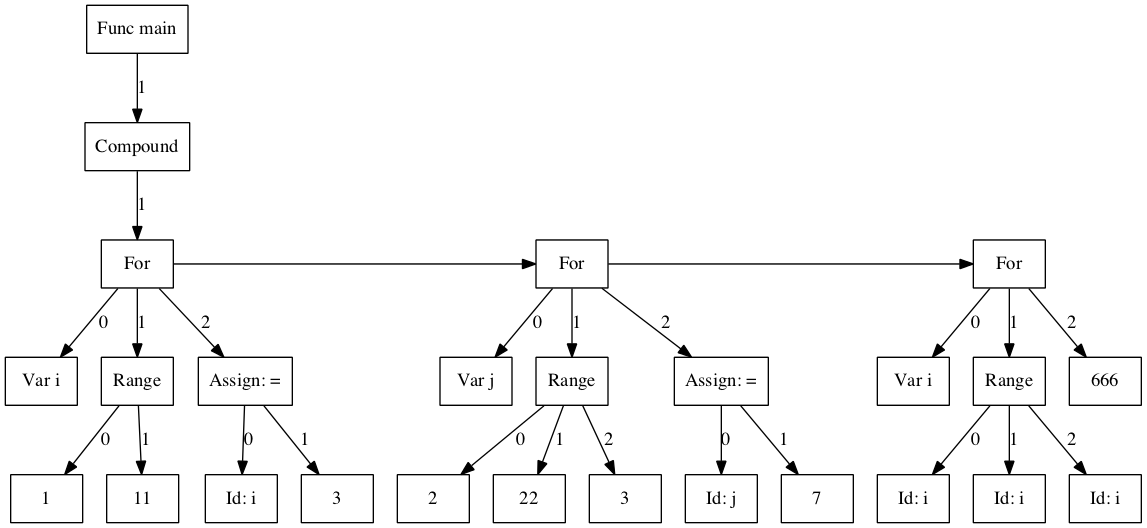 Func main
1
Compound
1
For For For
0 1 2 0 1 2 0 1 2
Var i Range Assign: = Var j Range Assign: = Var i Range 666
0 1 0 1 0 1 2 0 1 0 1 2
1 11 Id: i 3 2 22 3 Id: j 7 Id: i Id: i Id: i